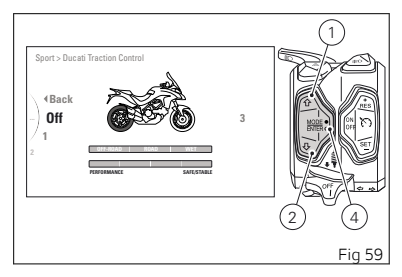 Sport > Ducati Traction Control
Back
Off
1
2
3
OFF-ROAD ROAD WET
PERFORMANCE SAFE/STABLE
1
RES
ON
OFF
SET
MODE
ENTER
OFF
2
4
Fig 59